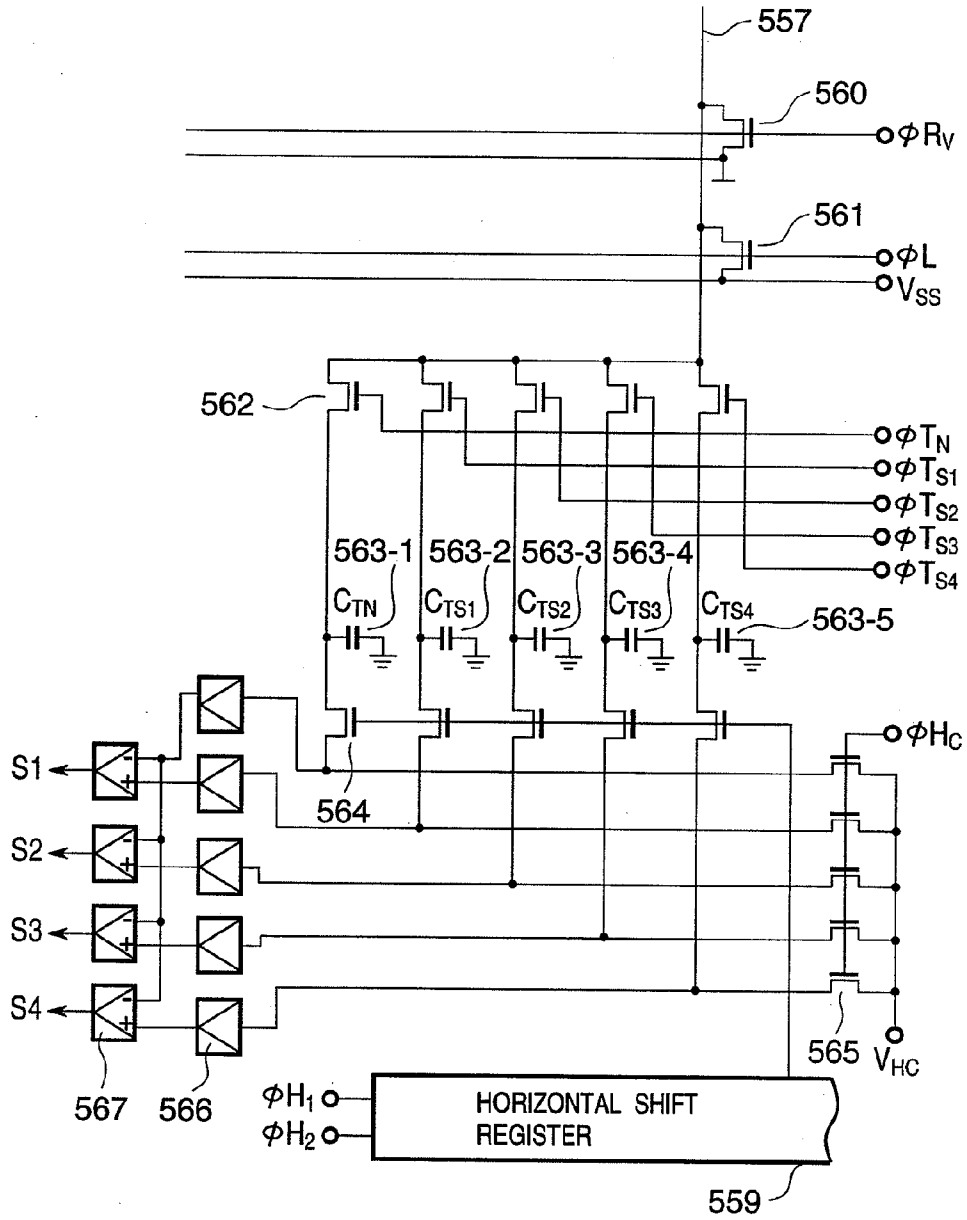 557
560
φRV
561
φL
VSS
562
φTN
φTS1
φTS2
φTS3
φTS4
563-1
563-2
563-3
563-4
CTN
CTS1
CTS2
CTS3
CTS4
563-5
φHC
S1
-
+
564
S2
-
+
S3
-
+
S4
-
+
565
VHC
567
566
φH1
HORIZONTAL SHIFT
φH2
REGISTER
559